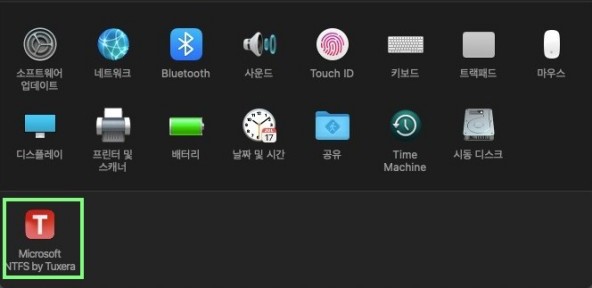 소프트웨어 업데이트
네트워크
Bluetooth
사운드
Touch ID
키보드
트랙패드
마우스
디스플레이
프린터 및 스캐너
배터리
JUL
17
날짜 및 시간
공유
Time Machine
시동 디스크
T
Microsoft
NTFS by Tuxera